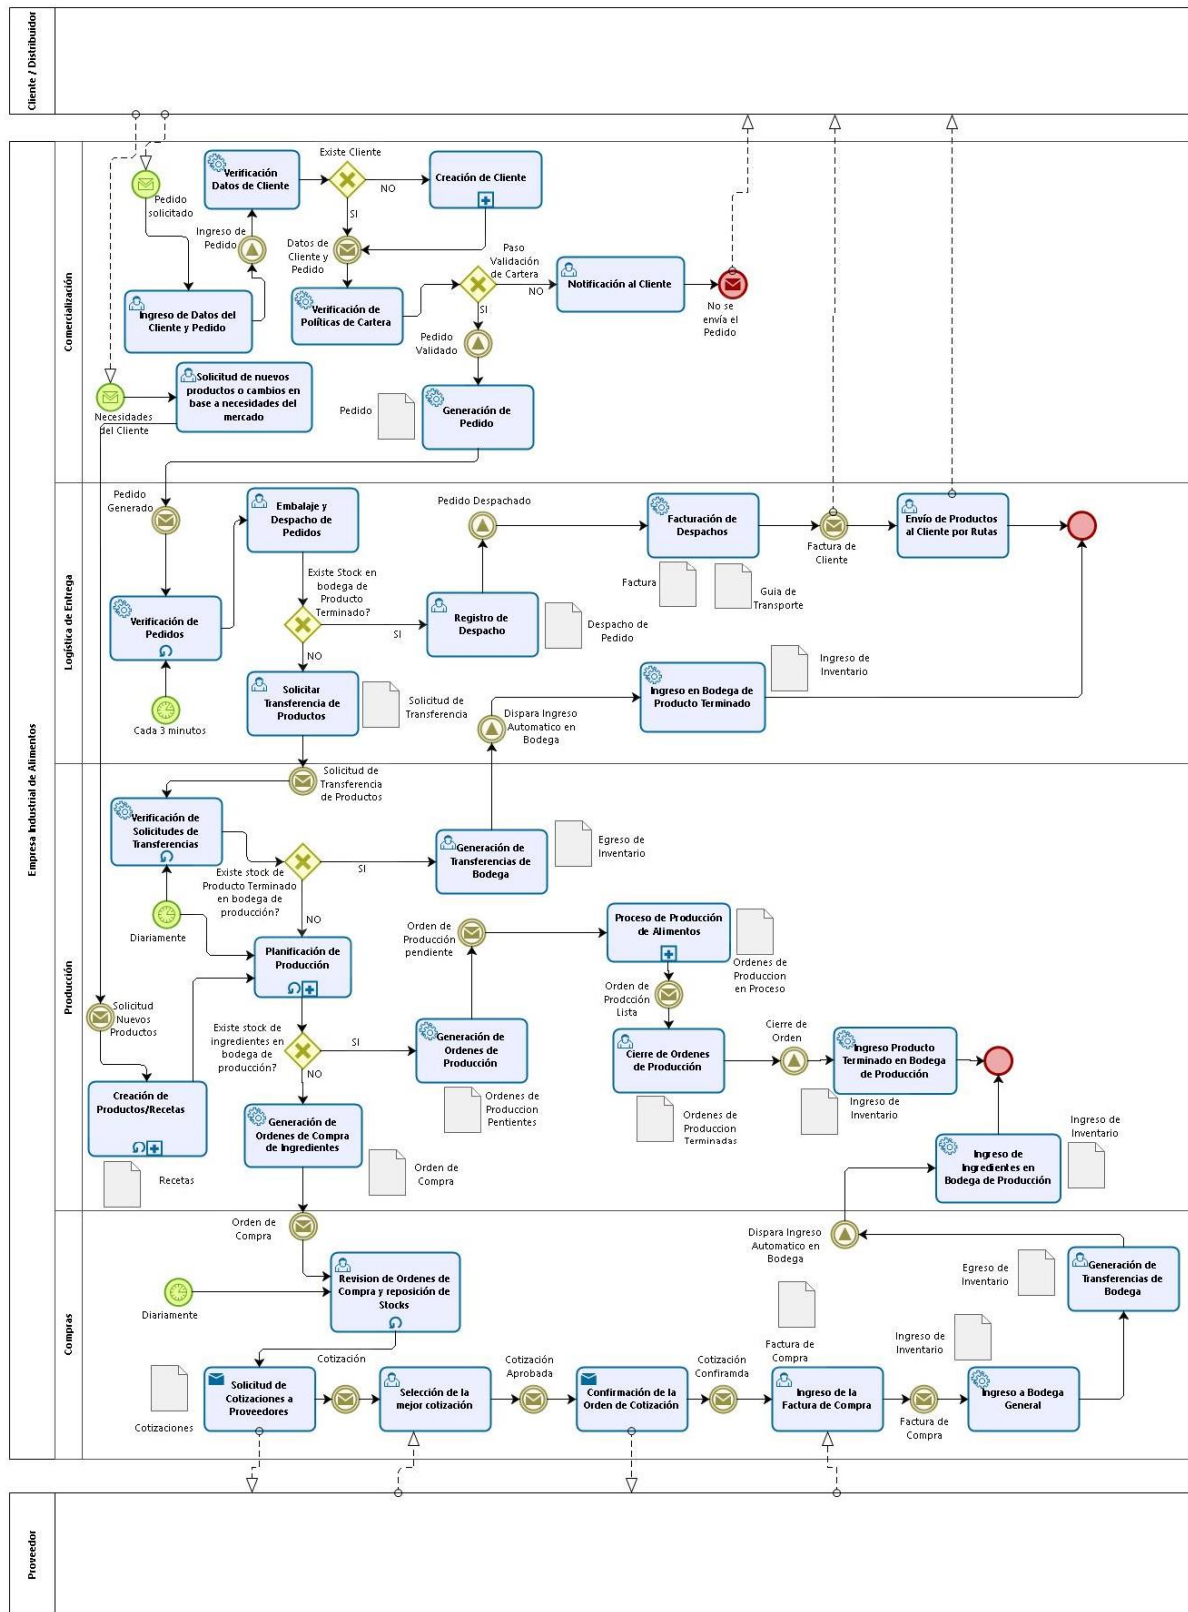 Cliente / Distribuidor
Empresa Industrial de Alimentos
Comercialización
Pedido
solicitado
Verificación
Datos de Cliente
Existe Cliente
NO
SI
Creación de Cliente
Ingreso de
Pedido
Datos de
Cliente y
Pedido
Paso
Validación
de Cartera
NO
SI
Notificación al Cliente
No se
envía el
Pedido
Ingreso de Datos del
Cliente y Pedido
Verificación de
Políticas de Cartera
Pedido
Validado
Necesidades
del Cliente
Solicitud de nuevos
productos o cambios en
base a necesidades del
mercado
Pedido
Generación de
Pedido
Logística de Entrega
Pedido
Generado
Embalaje y
Despacho de
Pedidos
Pedido Despachado
Facturación de
Despachos
Factura de
Cliente
Envío de Productos
al Cliente por Rutas
Factura
Guia de
Transporte
Verificación de
Pedidos
Existe Stock en
bodega de
Producto
Terminado?
SI
NO
Registro de
Despacho
Despacho de
Pedido
Cada 3 minutos
Solicitar
Transferencia de
Productos
Solicitud de
Transferencia
Dispara Ingreso
Automatico en
Bodega
Ingreso en Bodega de
Producto Terminado
Ingreso de
Inventario
Producción
Solicitud de
Transferencia
de Productos
Verificación de
Solicitudes de
Transferencias
Existe stock de
Producto Terminado
en bodega de
producción?
SI
NO
Generación de
Transferencias de
Bodega
Egreso de
Inventario
Diariamente
Planificación de
Producción
Orden de
Producción
pendiente
Proceso de Producción
de Alimentos
Ordenes de
Produccion
en Proceso
Solicitud
Nuevos
Productos
Existe stock de
ingredientes en
bodega de
producción?
SI
NO
Generación de
Ordenes de
Producción
Ordenes de
Produccion
Pentientes
Orden de
Prodcción
Lista
Cierre de Ordenes
de Producción
Ordenes de
Produccion
Terminadas
Cierre de
Orden
Ingreso Producto
Terminado en Bodega
de Producción
Ingreso de
Inventario
Creación de
Productos/Recetas
Recetas
Generación de
Ordenes de Compra
de Ingredientes
Orden de
Compra
Ingreso de
Ingredientes en
Bodega de Producción
Ingreso de
Inventario
Compras
Orden de
Compra
Diariamente
Revision de Ordenes de
Compra y reposición de
Stocks
Dispara Ingreso
Automatico en
Bodega
Egreso de
Inventario
Generación de
Transferencias de
Bodega
Cotizaciones
Solicitud de
Cotizaciones a
Proveedores
Cotización
Selección de la
mejor cotización
Cotización
Aprobada
Confirmación de la
Orden de Cotización
Cotización
Confiramda
Factura de
Compra
Ingreso de la
Factura de Compra
Factura de
Compra
Ingreso de
Inventario
Ingreso a Bodega
General
Proveedor